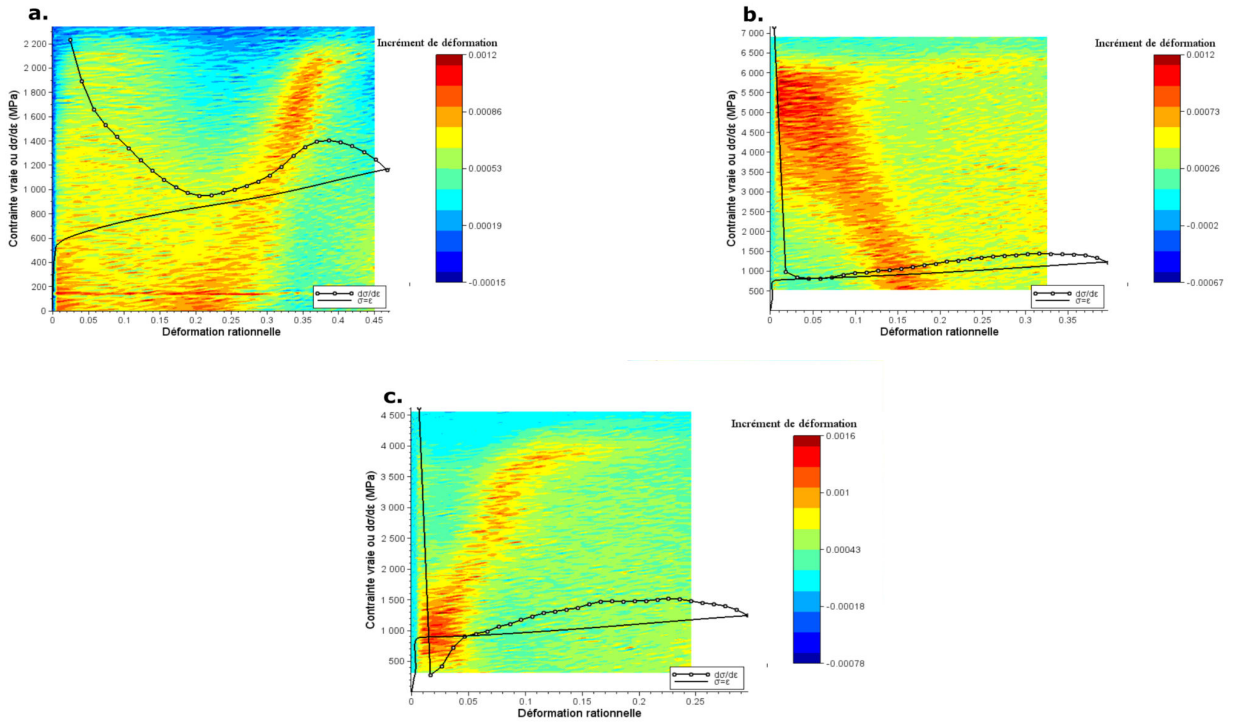 a.
Incrément de déformation
Contrainte vraie ou dσ/dε (MPa)
2 200
2 000
1 800
1 600
1 400
1 200
1 000
800
600
400
200
0
0 0.05 0.1 0.15 0.2 0.25 0.3 0.35 0.4 0.45
Déformation rationnelle
dσ/dε
σ=ε
0.0012
0.00086
0.00053
0.00019
-0.00015
b.
Incrément de déformation
Contrainte vraie ou dσ/dε (MPa)
7 000
6 500
6 000
5 500
5 000
4 500
4 000
3 500
3 000
2 500
2 000
1 500
1 000
500
0 0.05 0.1 0.15 0.2 0.25 0.3 0.35
Déformation rationnelle
dσ/dε
σ=ε
0.0012
0.00073
0.00026
-0.0002
-0.00067
c.
Incrément de déformation
Contrainte vraie ou dσ/dε (MPa)
4 500
4 000
3 500
3 000
2 500
2 000
1 500
1 000
500
0 0.05 0.1 0.15 0.2 0.25
Déformation rationnelle
dσ/dε
σ=ε
0.0016
0.001
0.00043
-0.00018
-0.00078